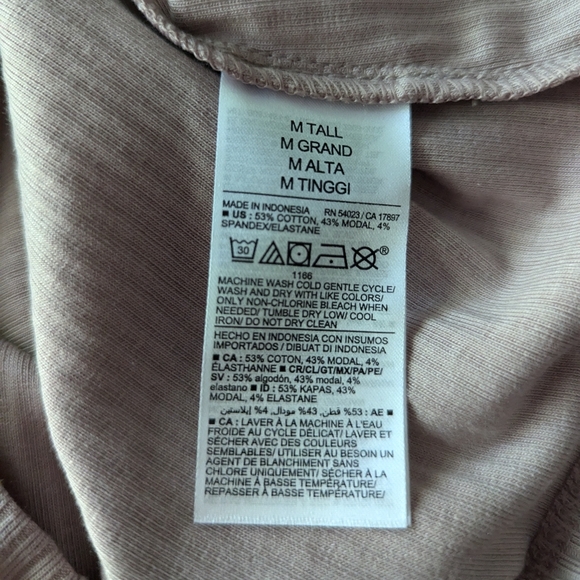 M TALL
M GRAND
M ALTA
M TINGGI
MADE IN INDONESIA RN 54023 / CA 17897
■ US : 53% COTTON, 43% MODAL, 4%
SPANDEX/ELASTANE
30 ®
1166
MACHINE WASH COLD GENTLE CYCLE/
WASH AND DRY WITH LIKE COLORS/
ONLY NON-CHLORINE BLEACH WHEN
NEEDED/ TUMBLE DRY LOW/ COOL
IRON/ DO NOT DRY CLEAN
HECHO EN INDONESIA CON INSUMOS
IMPORTADOS / DIBUAT DI INDONESIA
■ CA : 53% COTON, 43% MODAL, 4%
ÉLASTHANNE ■ CR/CL/GT/MX/PA/PE/
SV : 53% algodón, 43% modal, 4%
elastano ■ ID : 53% KAPAS, 43%
MODAL, 4% ELASTANE
■ AE : 53% قطن, 43% مودال, 4% إيلاستين
■ CA : LAVER À LA MACHINE À L'EAU
FROIDE AU CYCLE DÉLICAT/ LAVER ET
SÉCHER AVEC DES COULEURS
SEMBLABLES/ UTILISER AU BESOIN UN
AGENT DE BLANCHIMENT SANS
CHLORE UNIQUEMENT/ SÉCHER À LA
MACHINE À BASSE TEMPÉRATURE/
REPASSER À BASSE TEMPÉRATURE/